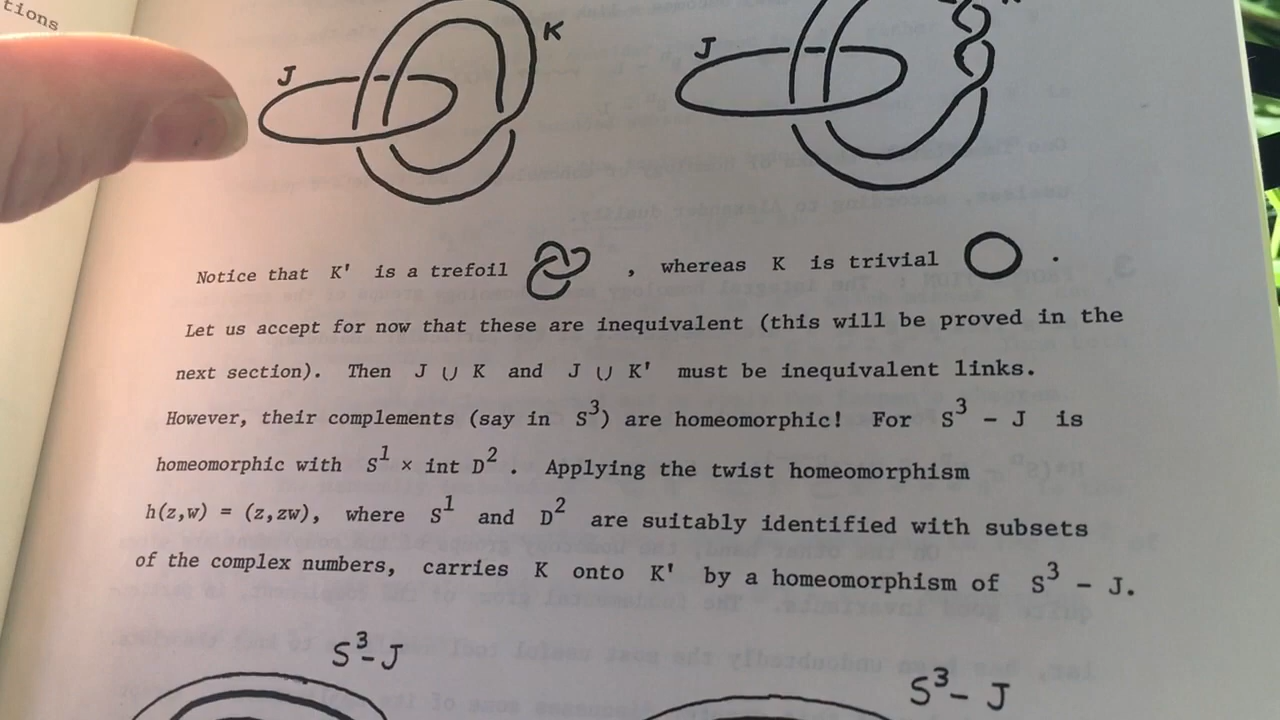 tions
K
J
J
Notice that K' is a trefoil , whereas K is trivial .
Let us accept for now that these are inequivalent (this will be proved in the
next section). Then J ∪ K and J ∪ K' must be inequivalent links.
However, their complements (say in S³) are homeomorphic! For S³ - J is
homeomorphic with S¹ × int D². Applying the twist homeomorphism
h(z,w) = (z,zw), where S¹ and D² are suitably identified with subsets
of the complex numbers, carries K onto K' by a homeomorphism of S³ - J.
S³-J
S³- J